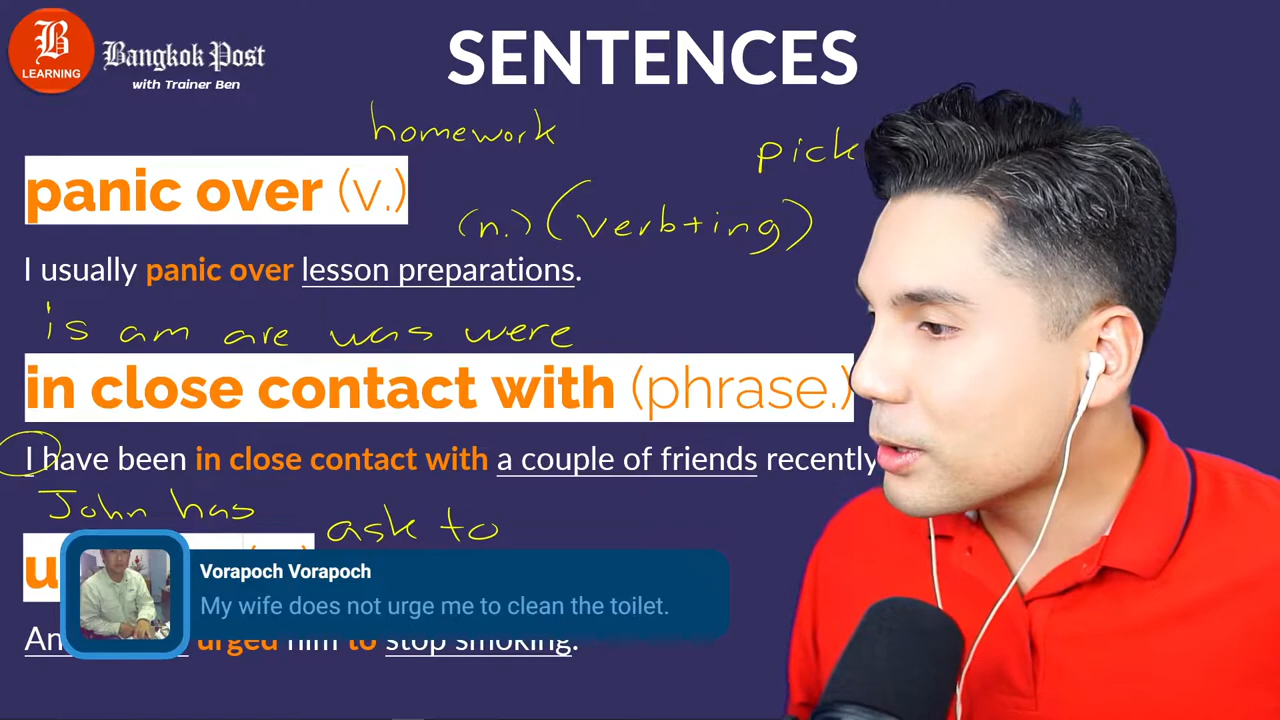 B
LEARNING
Bangkok Post
with Trainer Ben
SENTENCES
homework
pick
panic over (v.)
(n.) (verb+ing)
I usually panic over lesson preparations.
is am are was were
in close contact with (phrase.)
I have been in close contact with a couple of friends recently
John has
ask to
u
Vorapoch Vorapoch
My wife does not urge me to clean the toilet.
An urged him to stop smoking.